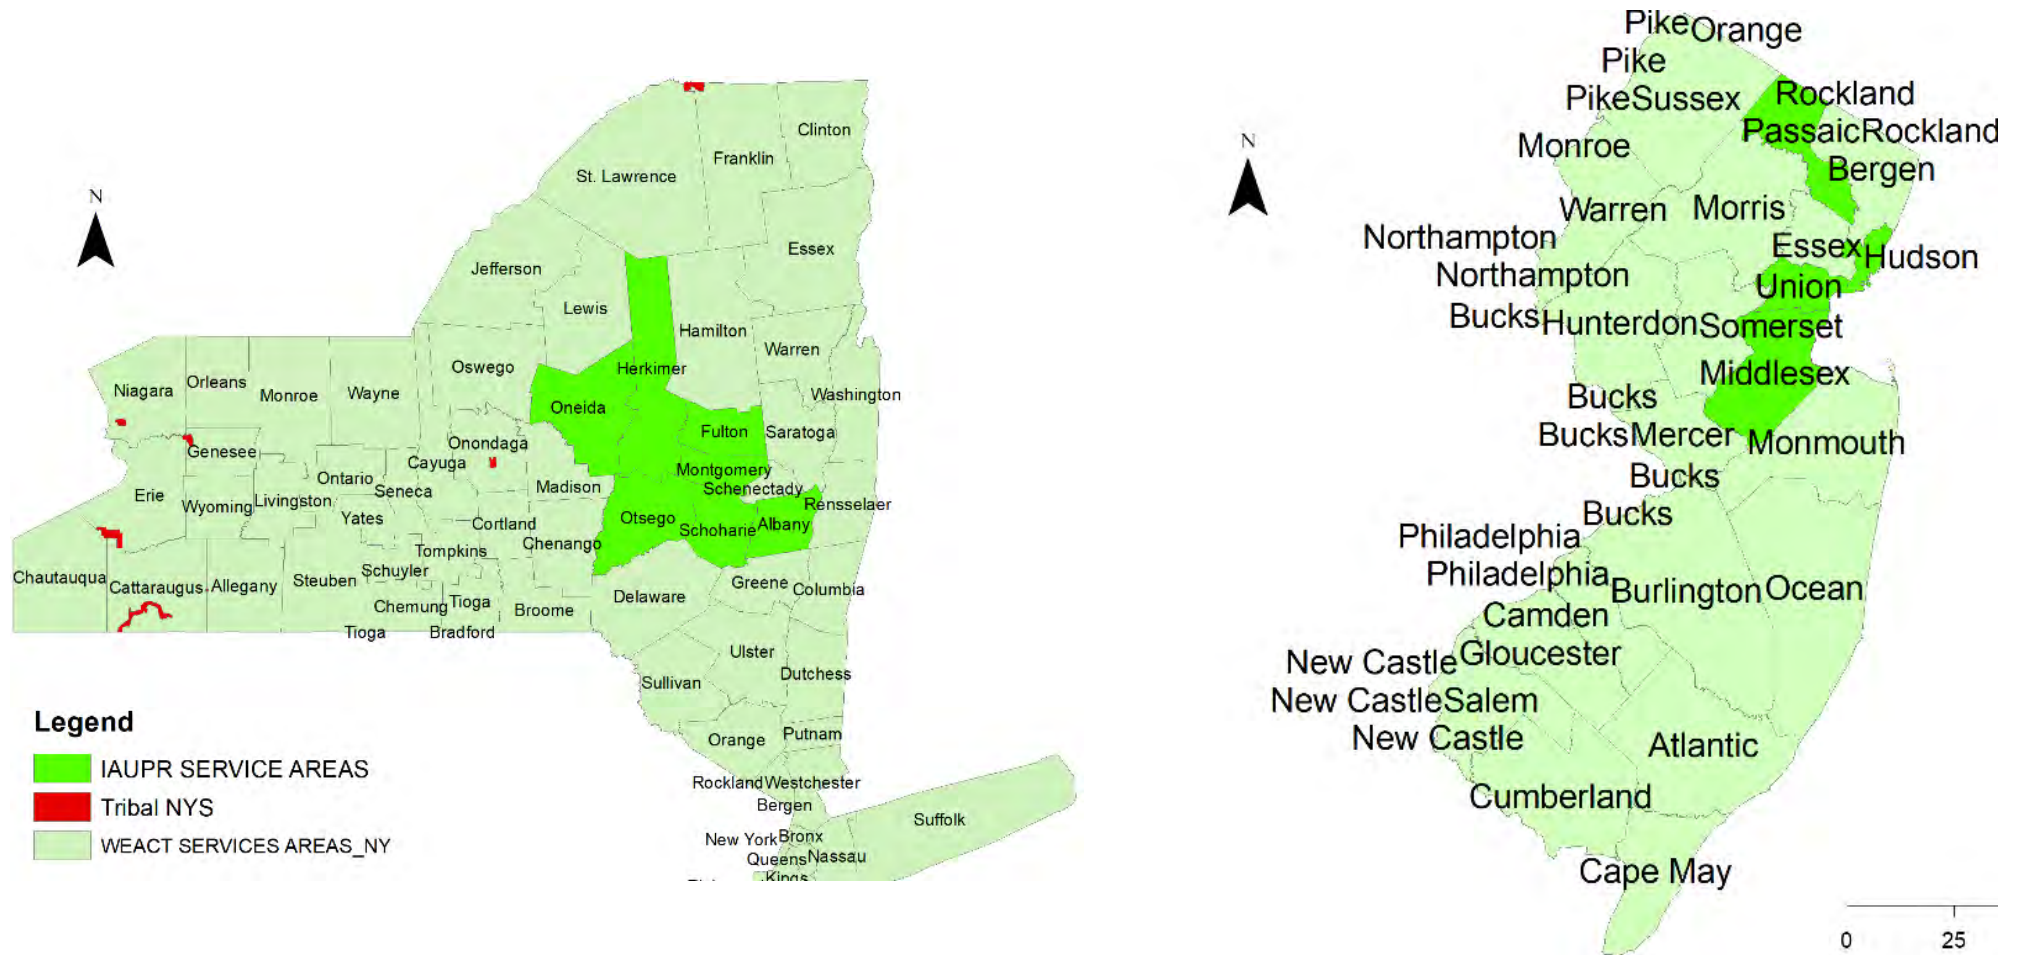 N
Clinton
Franklin
St. Lawrence
Essex
Jefferson
Lewis
Hamilton
Warren
Oswego
Herkimer
Niagara
Orleans
Monroe
Wayne
Washington
Oneida
Fulton
Saratoga
Onondaga
Genesee
Cayuga
Montgomery
Ontario
Seneca
Madison
Schenectady
Erie
Wyoming
Livingston
Rensselaer
Yates
Cortland
Otsego
Schoharie
Albany
Chenango
Tompkins
Schuyler
Chautauqua
Cattaraugus
Allegany
Steuben
Greene
Columbia
Delaware
Chemung
Tioga
Broome
Tioga
Bradford
Ulster
Dutchess
Sullivan
Orange
Putnam
Rockland
Westchester
Bergen
Suffolk
New York
Bronx
Queens
Nassau
Kings
Legend
IAUPR SERVICE AREAS
Tribal NYS
WEACT SERVICES AREAS_NY
N
Pike
Orange
Pike
Pike
Sussex
Rockland
Passaic
Rockland
Monroe
Bergen
Warren
Morris
Northampton
Essex
Hudson
Northampton
Union
Bucks
Hunterdon
Somerset
Middlesex
Bucks
Bucks
Mercer
Monmouth
Bucks
Bucks
Philadelphia
Philadelphia
Burlington
Ocean
Camden
New Castle
Gloucester
New Castle
Salem
New Castle
Atlantic
Cumberland
Cape May
0
25